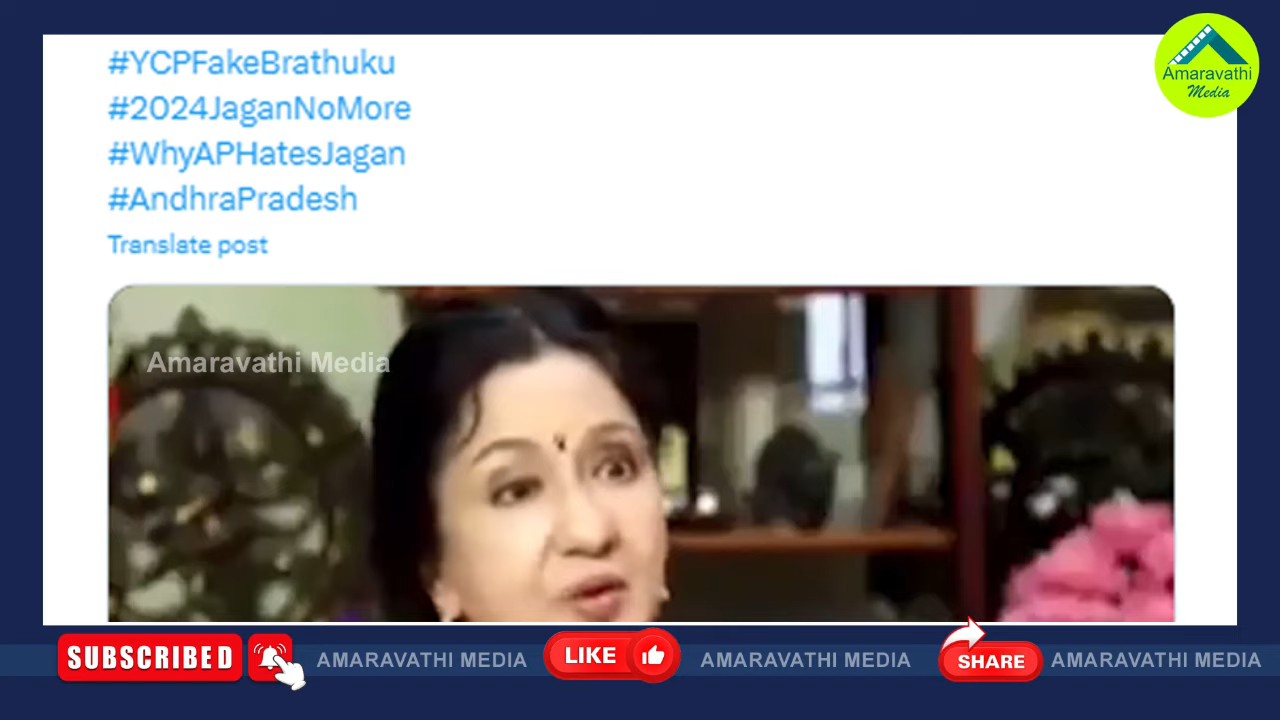 #YCPFakeBrathuku
#2024JaganNoMore
#WhyAPHatesJagan
#AndhraPradesh
Translate post
Amaravathi
Media
Amaravathi Media
SUBSCRIBED
AMARAVATHI MEDIA
LIKE
AMARAVATHI MEDIA
SHARE
AMARAVATHI MEDIA